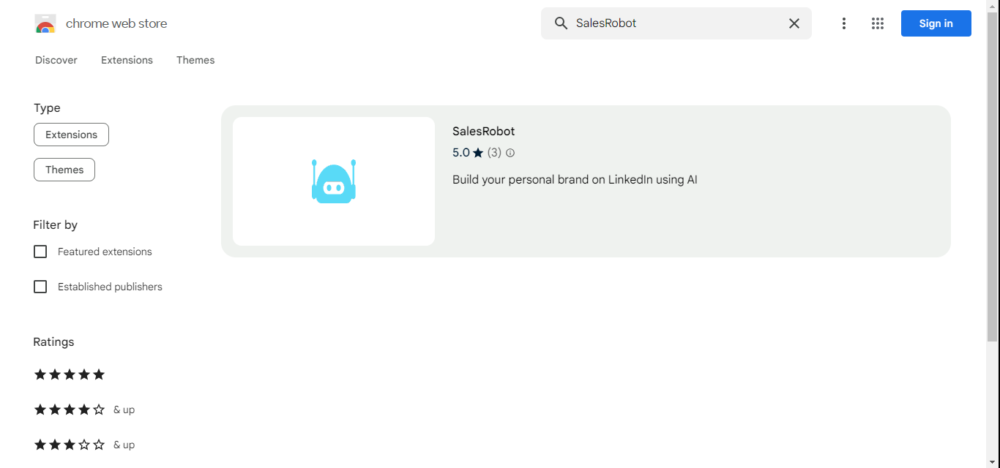 chrome web store
SalesRobot
Sign in
Discover
Extensions
Themes
Type
Extensions
Themes
Filter by
Featured extensions
Established publishers
Ratings
& up
& up
SalesRobot
5.0 (3)
Build your personal brand on LinkedIn using AI